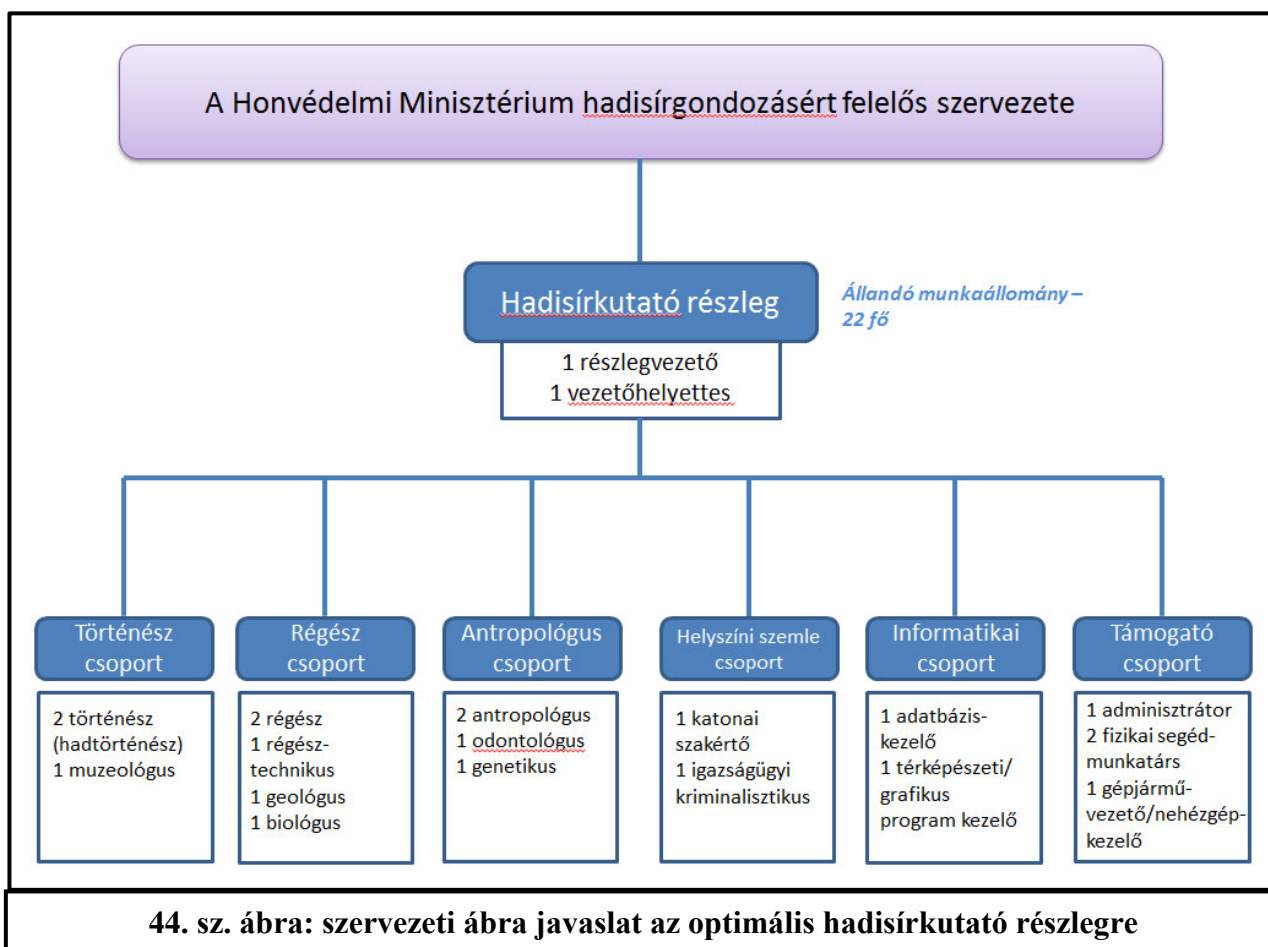 A Honvédelmi Minisztérium hadisírgondozásért felelős szervezete
Hadisírkutató részleg
Állandó munkaállomány –
22 fő
1 részlegvezető
1 vezetőhelyettes
Történész
csoport
2 történész
(hadtörténész)
1 muzeológus
Régész
csoport
2 régész
1 régész-
technikus
1 geológus
1 biológus
Antropológus
csoport
2 antropológus
1 odontológus
1 genetikus
Helyszíni szemle
csoport
1 katonai
szakértő
1 igazságügyi
kriminalisztikus
Informatikai
csoport
1 adatbázis-
kezelő
1 térképészeti/
grafikus
program kezelő
Támogató
csoport
1 adminisztrátor
2 fizikai segéd-
munkatárs
1 gépjármű-
vezető/nehézgép-
kezelő
44. sz. ábra: szervezeti ábra javaslat az optimális hadisírkutató részlegre